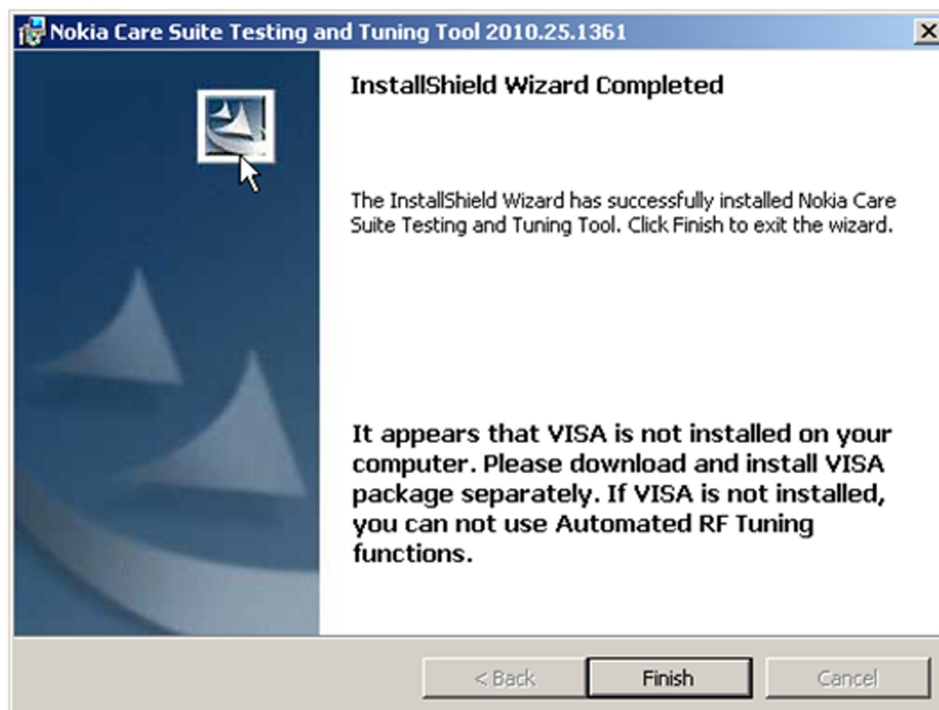 Nokia Care Suite Testing and Tuning Tool 2010.25.1361
InstallShield Wizard Completed
The InstallShield Wizard has successfully installed Nokia Care
Suite Testing and Tuning Tool. Click Finish to exit the wizard.
It appears that VISA is not installed on your
computer. Please download and install VISA
package separately. If VISA is not installed,
you can not use Automated RF Tuning
functions.
< Back
Finish
Cancel